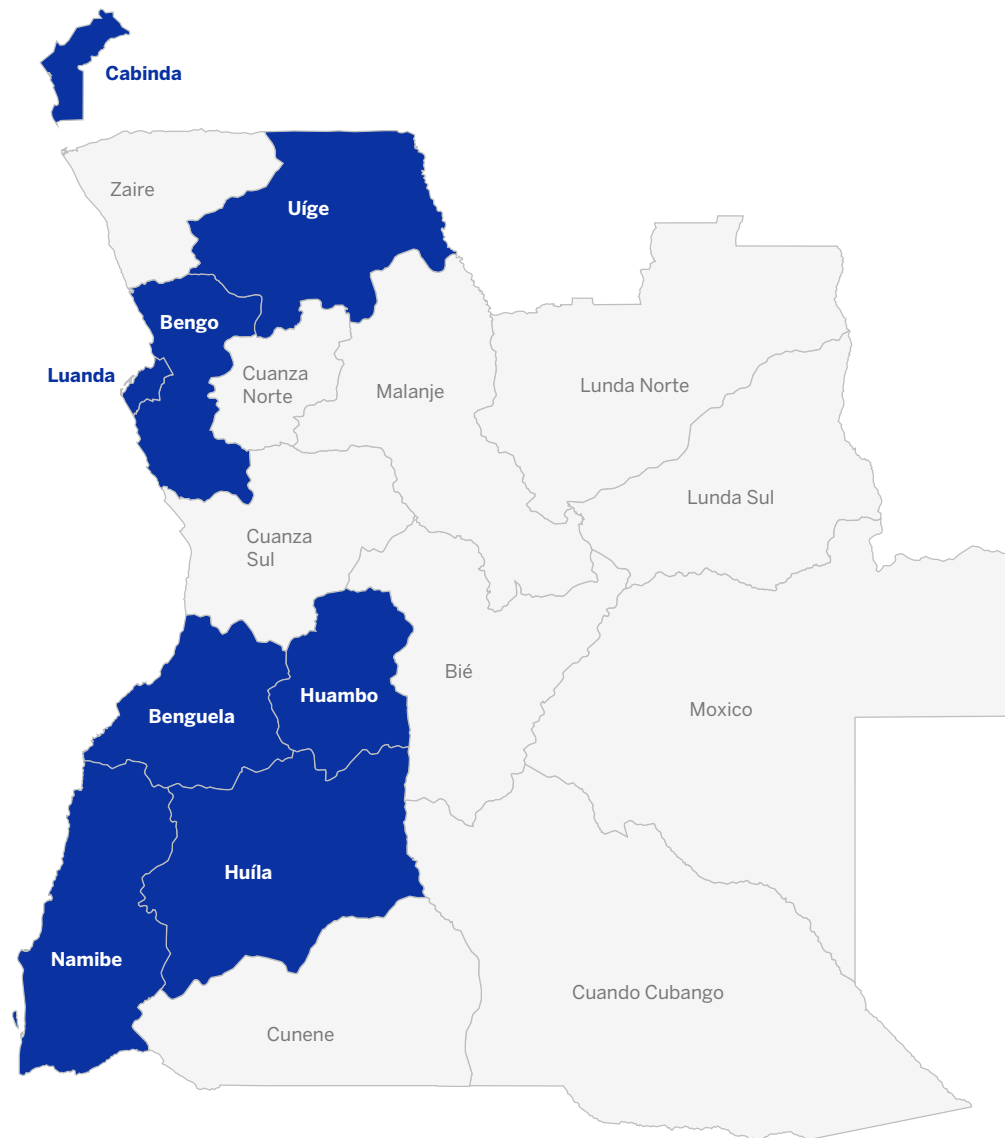 Cabinda
Zaire
Uíge
Bengo
Luanda
Cuanza
Norte
Malanje
Lunda Norte
Lunda Sul
Cuanza
Sul
Bié
Huambo
Benguela
Moxico
Huíla
Namibe
Cuando Cubango
Cunene